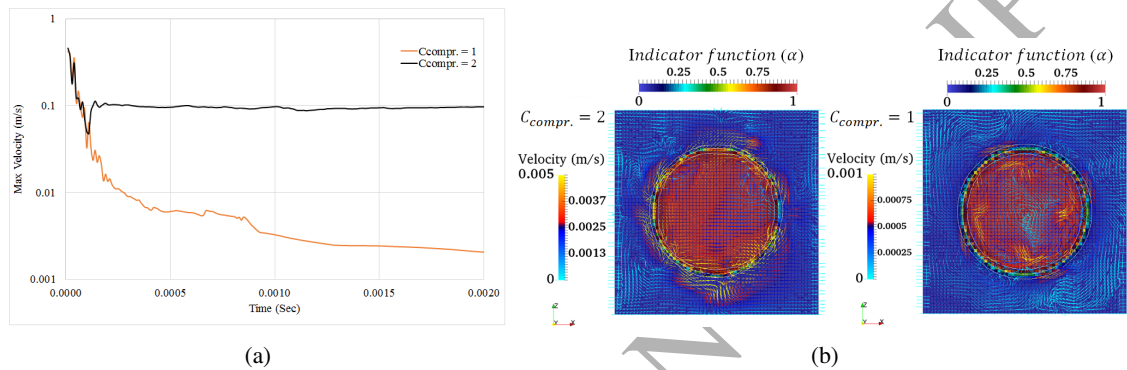 1
0.1
0.01
0.001
Max Velocity (m/s)
Ccompr. = 1
Ccompr. = 2
0.0000
0.0005
0.0010
0.0015
0.0020
Time (Sec)
(a)
Indicator function (α)
0.25
0.5
0.75
0
1
C_compr. = 2
Velocity (m/s)
0.005
0.0037
0.0025
0.0013
0
Z
Y
X
Indicator function (α)
0.25
0.5
0.75
0
1
C_compr. = 1
Velocity (m/s)
0.001
0.00075
0.0005
0.00025
0
Z
Y
X
(b)